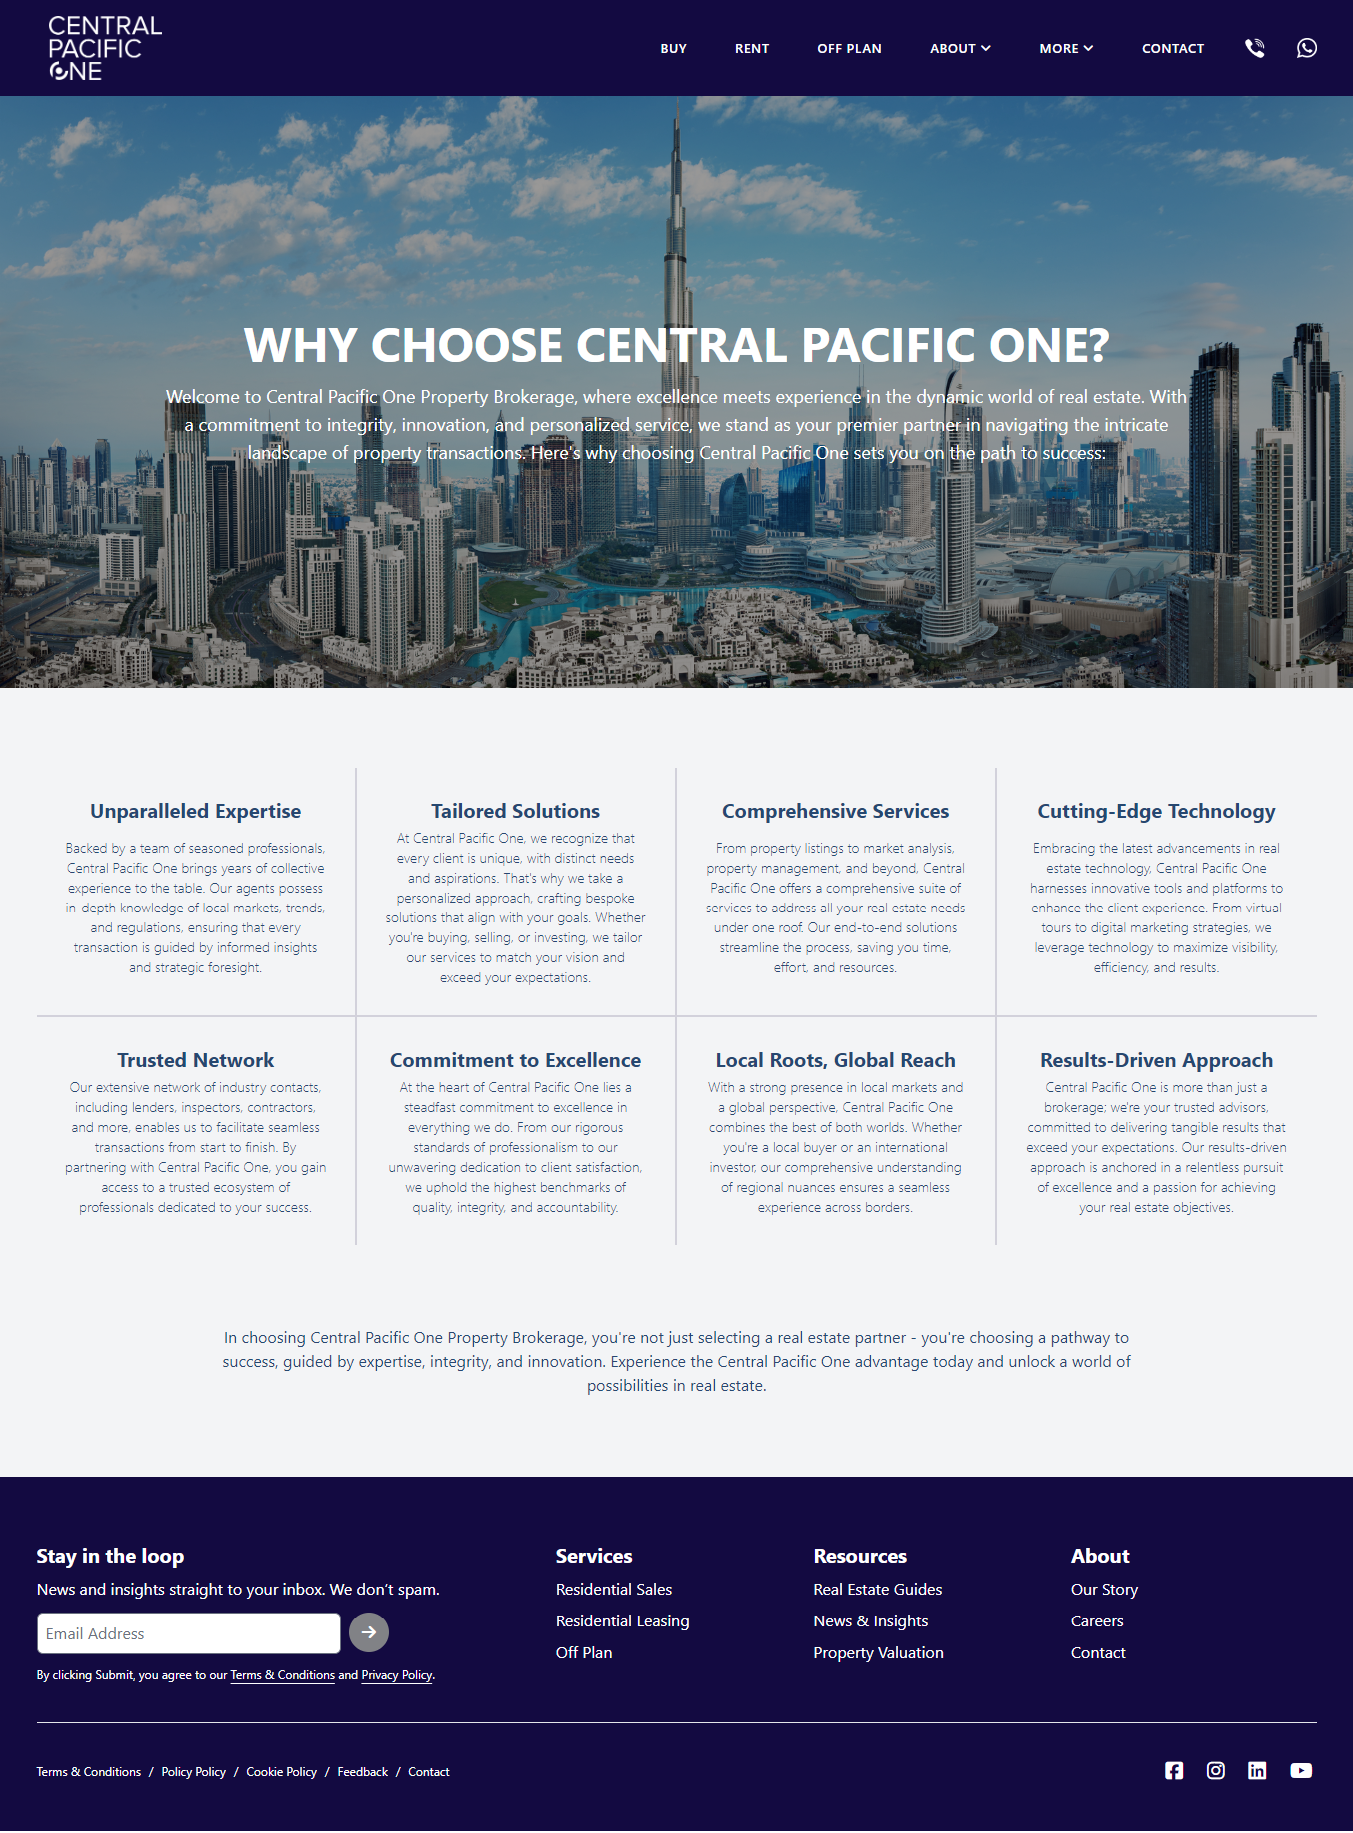 CENTRAL
PACIFIC
ONE
BUY
RENT
OFF PLAN
ABOUT
MORE
CONTACT
WHY CHOOSE CENTRAL PACIFIC ONE?
Welcome to Central Pacific One Property Brokerage, where excellence meets experience in the dynamic world of real estate. With
a commitment to integrity, innovation, and personalized service, we stand as your premier partner in navigating the intricate
landscape of property transactions. Here's why choosing Central Pacific One sets you on the path to success:
Unparalleled Expertise
Backed by a team of seasoned professionals,
Central Pacific One brings years of collective
experience to the table. Our agents possess
in-depth knowledge of local markets, trends,
and regulations, ensuring that every
transaction is guided by informed insights
and strategic foresight.
Tailored Solutions
At Central Pacific One, we recognize that
every client is unique, with distinct needs
and aspirations. That's why we take a
personalized approach, crafting bespoke
solutions that align with your goals. Whether
you're buying, selling, or investing, we tailor
our services to match your vision and
exceed your expectations.
Comprehensive Services
From property listings to market analysis,
property management, and beyond, Central
Pacific One offers a comprehensive suite of
services to address all your real estate needs
under one roof. Our end-to-end solutions
streamline the process, saving you time,
effort, and resources.
Cutting-Edge Technology
Embracing the latest advancements in real
estate technology, Central Pacific One
harnesses innovative tools and platforms to
enhance the client experience. From virtual
tours to digital marketing strategies, we
leverage technology to maximize visibility,
efficiency, and results.
Trusted Network
Our extensive network of industry contacts,
including lenders, inspectors, contractors,
and more, enables us to facilitate seamless
transactions from start to finish. By
partnering with Central Pacific One, you gain
access to a trusted ecosystem of
professionals dedicated to your success.
Commitment to Excellence
At the heart of Central Pacific One lies a
steadfast commitment to excellence in
everything we do. From our rigorous
standards of professionalism to our
unwavering dedication to client satisfaction,
we uphold the highest benchmarks of
quality, integrity, and accountability.
Local Roots, Global Reach
With a strong presence in local markets and
a global perspective, Central Pacific One
combines the best of both worlds. Whether
you're a local buyer or an international
investor, our comprehensive understanding
of regional nuances ensures a seamless
experience across borders.
Results-Driven Approach
Central Pacific One is more than just a
brokerage; we're your trusted advisors,
committed to delivering tangible results that
exceed your expectations. Our results-driven
approach is anchored in a relentless pursuit
of excellence and a passion for achieving
your real estate objectives.
In choosing Central Pacific One Property Brokerage, you're not just selecting a real estate partner - you're choosing a pathway to
success, guided by expertise, integrity, and innovation. Experience the Central Pacific One advantage today and unlock a world of
possibilities in real estate.
Stay in the loop
News and insights straight to your inbox. We don’t spam.
Email Address
By clicking Submit, you agree to our Terms & Conditions and Privacy Policy.
Services
Residential Sales
Residential Leasing
Off Plan
Resources
Real Estate Guides
News & Insights
Property Valuation
About
Our Story
Careers
Contact
Terms & Conditions / Policy Policy / Cookie Policy / Feedback / Contact